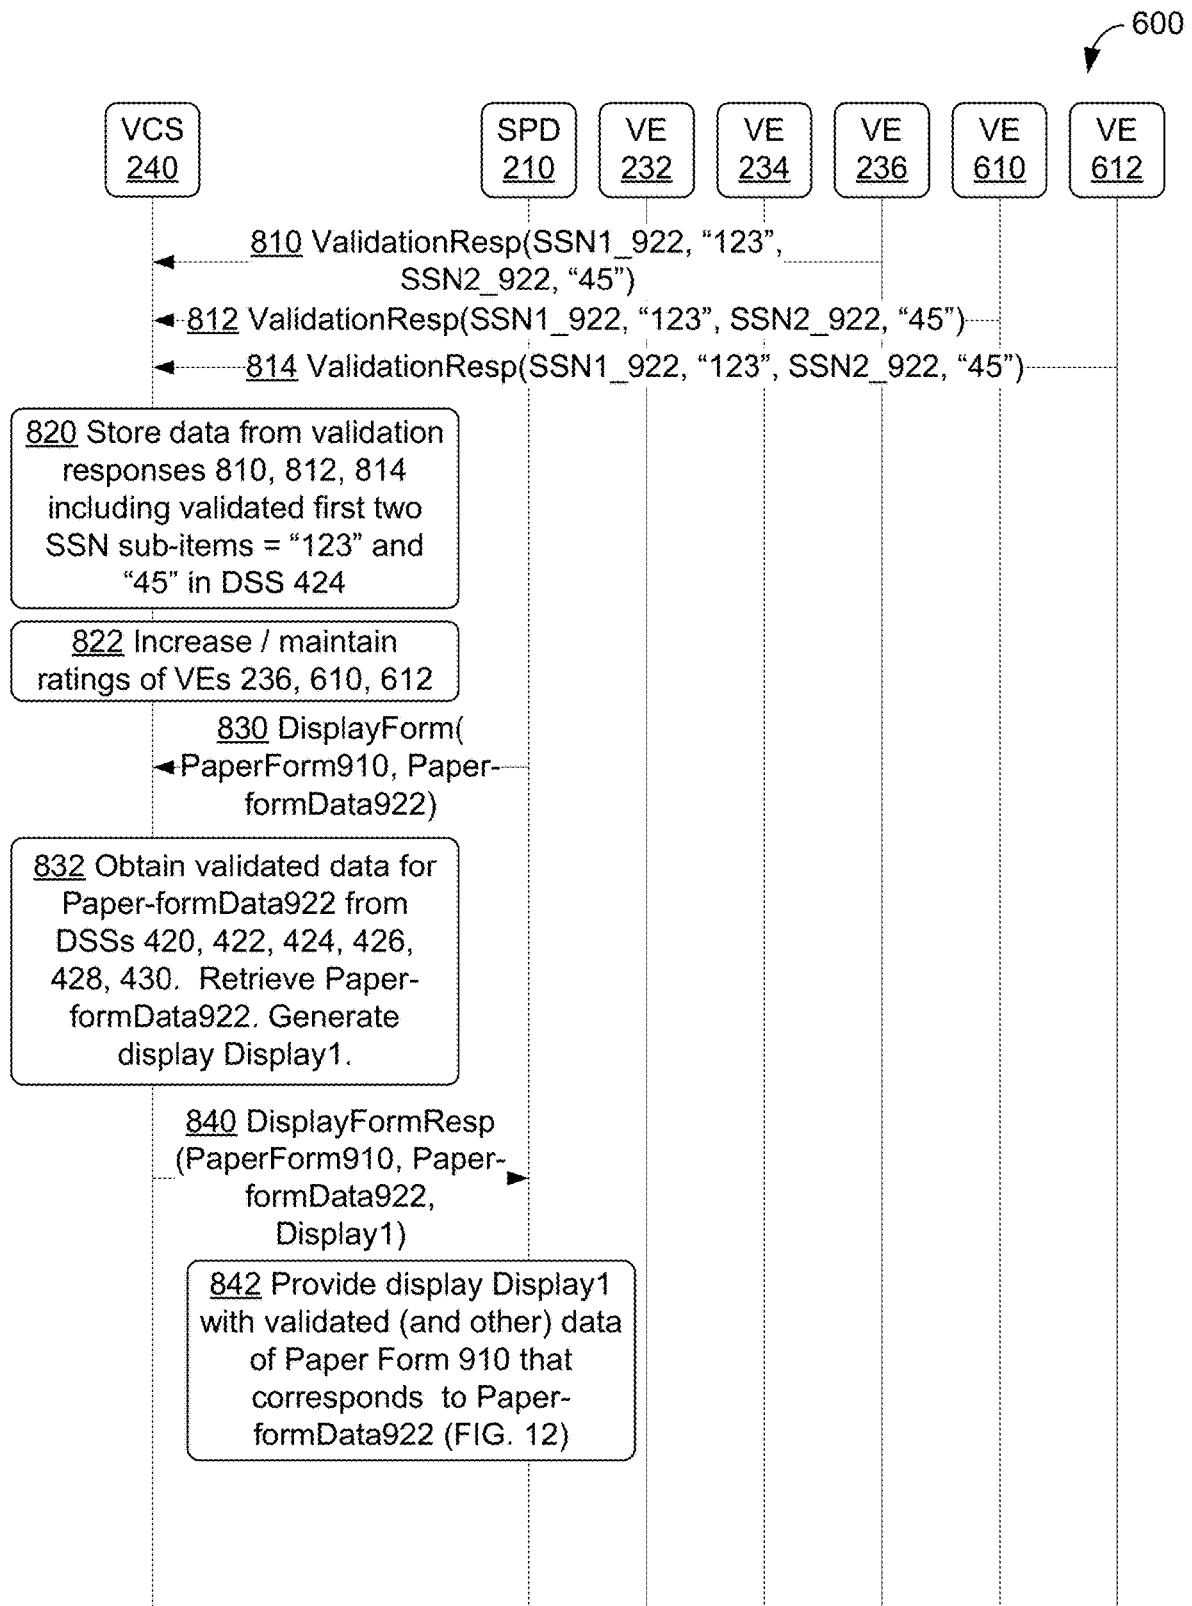 600
VCS
240
SPD
210
VE
232
VE
234
VE
236
VE
610
VE
612
810 ValidationResp(SSN1_922, “123”,
SSN2_922, “45”)
812 ValidationResp(SSN1_922, “123”, SSN2_922, “45”)
814 ValidationResp(SSN1_922, “123”, SSN2_922, “45”)
820 Store data from validation
responses 810, 812, 814
including validated first two
SSN sub-items = “123” and
“45” in DSS 424
822 Increase / maintain
ratings of VEs 236, 610, 612
830 DisplayForm(
PaperForm910, Paper-
formData922)
832 Obtain validated data for
Paper-formData922 from
DSSs 420, 422, 424, 426,
428, 430. Retrieve Paper-
formData922. Generate
display Display1.
840 DisplayFormResp
(PaperForm910, Paper-
formData922,
Display1)
842 Provide display Display1
with validated (and other) data
of Paper Form 910 that
corresponds to Paper-
formData922 (FIG. 12)